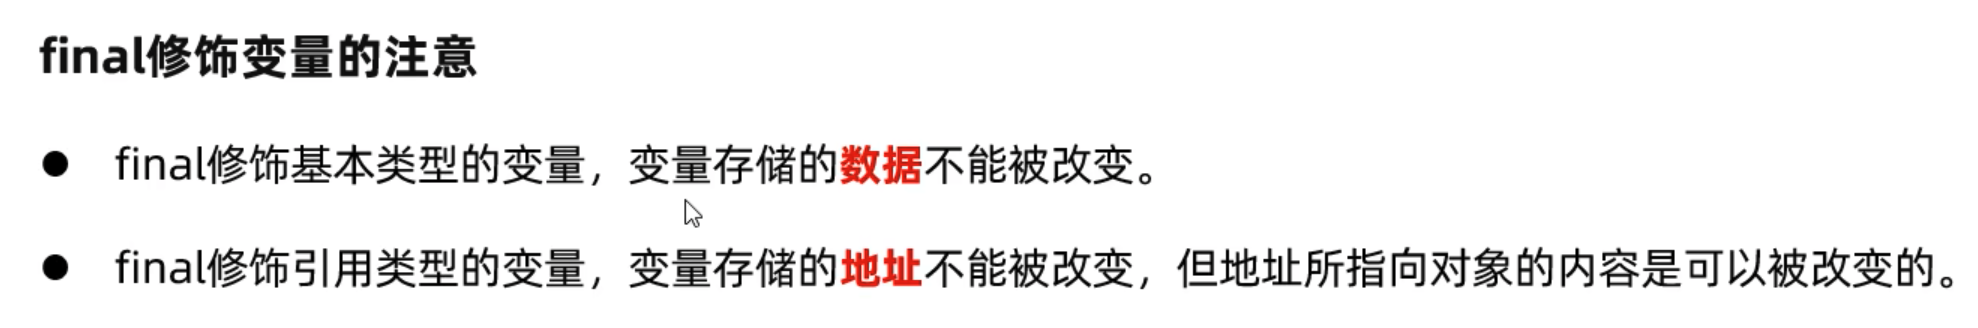 final修饰变量的注意
● final修饰基本类型的变量，变量存储的数据不能被改变。
● final修饰引用类型的变量，变量存储的地址不能被改变，但地址所指向对象的内容是可以被改变的。